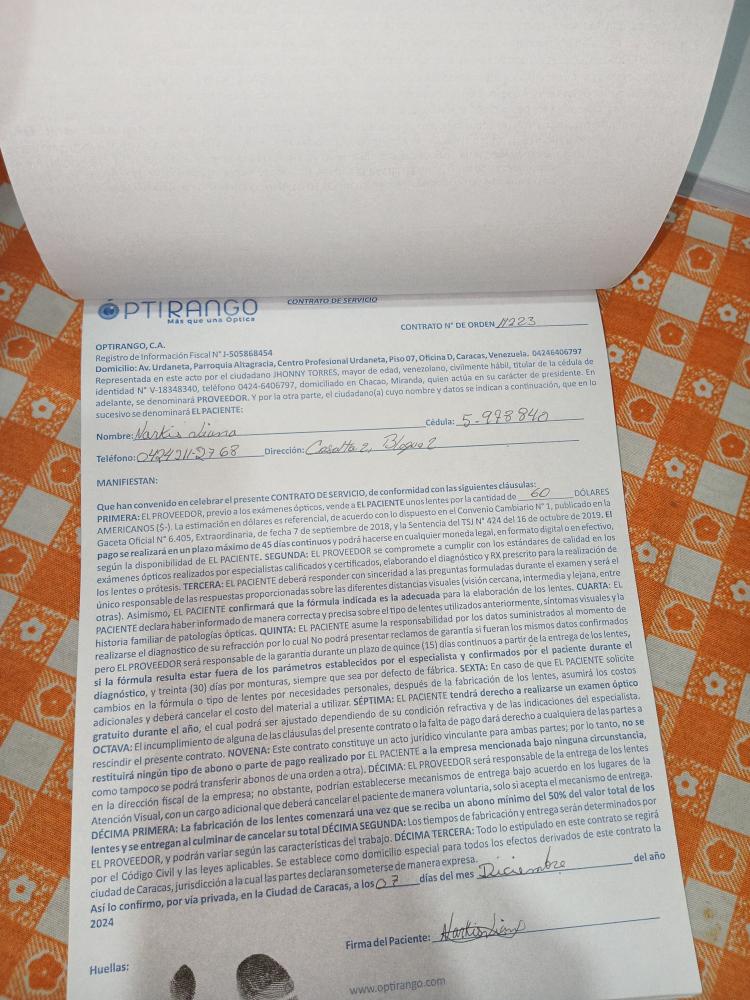 ÓPTIRANGO
Más que una Óptica
CONTRATO DE SERVICIO
CONTRATO N° DE ORDEN 11223
OPTIRANGO, C.A.
Registro de Información Fiscal N° J-505868454
Domicilio: Av. Urdaneta, Parroquia Altagracia, Centro Profesional Urdaneta, Piso 07, Oficina D, Caracas, Venezuela. 04246406797
Representada en este acto por el ciudadano JHONNY TORRES, mayor de edad, venezolano, civilmente hábil, titular de la cédula de
identidad N° V-18348340, teléfono 0424-6406797, domiciliado en Chacao, Miranda, quien actúa en su carácter de presidente. En
adelante, se denominará PROVEEDOR. Y por la otra parte, el ciudadano(a) cuyo nombre y datos se indican a continuación, que en lo
sucesivo se denominará EL PACIENTE:
Nombre: Narkis Cédula: 5-978840
Teléfono: 0424211-2768 Dirección: Casalta 2, Bloque 2
MANIFIESTAN:
Que han convenido en celebrar el presente CONTRATO DE SERVICIO, de conformidad con las siguientes cláusulas:
PRIMERA: EL PROVEEDOR, previo a los exámenes ópticos, vende a EL PACIENTE unos lentes por la cantidad de 60 DÓLARES
AMERICANOS ($-). La estimación en dólares es referencial, de acuerdo con lo dispuesto en el Convenio Cambiario N° 1, publicado en la
Gaceta Oficial N° 6.405, Extraordinaria, de fecha 7 de septiembre de 2018, y la Sentencia del TSJ N° 424 del 16 de octubre de 2019. El
pago se realizará en un plazo máximo de 45 días continuos y podrá hacerse en cualquier moneda legal, en formato digital o en efectivo,
según la disponibilidad de EL PACIENTE. SEGUNDA: EL PROVEEDOR se compromete a cumplir con los estándares de calidad en los
exámenes ópticos realizados por especialistas calificados y certificados, elaborando el diagnóstico y RX prescrito para la realización de
los lentes o prótesis. TERCERA: EL PACIENTE deberá responder con sinceridad a las preguntas formuladas durante el examen y será el
único responsable de las respuestas proporcionadas sobre las diferentes distancias visuales (visión cercana, intermedia y lejana, entre
otras). Asimismo, EL PACIENTE confirmará que la fórmula indicada es la adecuada para la elaboración de los lentes. CUARTA: EL
PACIENTE declara haber informado de manera correcta y precisa sobre el tipo de lentes utilizados anteriormente, síntomas visuales y la
historia familiar de patologías ópticas. QUINTA: EL PACIENTE asume la responsabilidad por los datos suministrados al momento de
realizarse el diagnostico de su refracción por lo cual No podrá presentar reclamos de garantía si fueran los mismos datos confirmados
pero EL PROVEEDOR será responsable de la garantía durante un plazo de quince (15) días continuos a partir de la entrega de los lentes,
si la fórmula resulta estar fuera de los parámetros establecidos por el especialista y confirmados por el paciente durante el
diagnóstico, y treinta (30) días por monturas, siempre que sea por defecto de fábrica. SEXTA: En caso de que EL PACIENTE solicite
cambios en la fórmula o tipo de lentes por necesidades personales, después de la fabricación de los lentes, asumirá los costos
adicionales y deberá cancelar el costo del material a utilizar. SÉPTIMA: EL PACIENTE tendrá derecho a realizarse un examen óptico
gratuito durante el año, el cual podrá ser ajustado dependiendo de su condición refractiva y de las indicaciones del especialista.
OCTAVA: El incumplimiento de alguna de las cláusulas del presente contrato o la falta de pago dará derecho a cualquiera de las partes a
rescindir el presente contrato. NOVENA: Este contrato constituye un acto jurídico vinculante para ambas partes; por lo tanto, no se
restituirá ningún tipo de abono o parte de pago realizado por EL PACIENTE a la empresa mencionada bajo ninguna circunstancia,
como tampoco se podrá transferir abonos de una orden a otra). DÉCIMA: EL PROVEEDOR será responsable de la entrega de los lentes
en la dirección fiscal de la empresa; no obstante, podrían establecerse mecanismos de entrega bajo acuerdo en los lugares de la
Atención Visual, con un cargo adicional que deberá cancelar el paciente de manera voluntaria, solo si acepta el mecanismo de entrega.
DÉCIMA PRIMERA: La fabricación de los lentes comenzará una vez que se reciba un abono mínimo del 50% del valor total de los
lentes y se entregan al culminar de cancelar su total DÉCIMA SEGUNDA: Los tiempos de fabricación y entrega serán determinados por
EL PROVEEDOR, y podrán variar según las características del trabajo. DÉCIMA TERCERA: Todo lo estipulado en este contrato se regirá
por el Código Civil y las leyes aplicables. Se establece como domicilio especial para todos los efectos derivados de este contrato la
ciudad de Caracas, jurisdicción a la cual las partes declaran someterse de manera expresa.
Así lo confirmo, por vía privada, en la Ciudad de Caracas, a los 07 días del mes Diciembre del año
2024
Firma del Paciente:
Huellas:
www.optirango.com